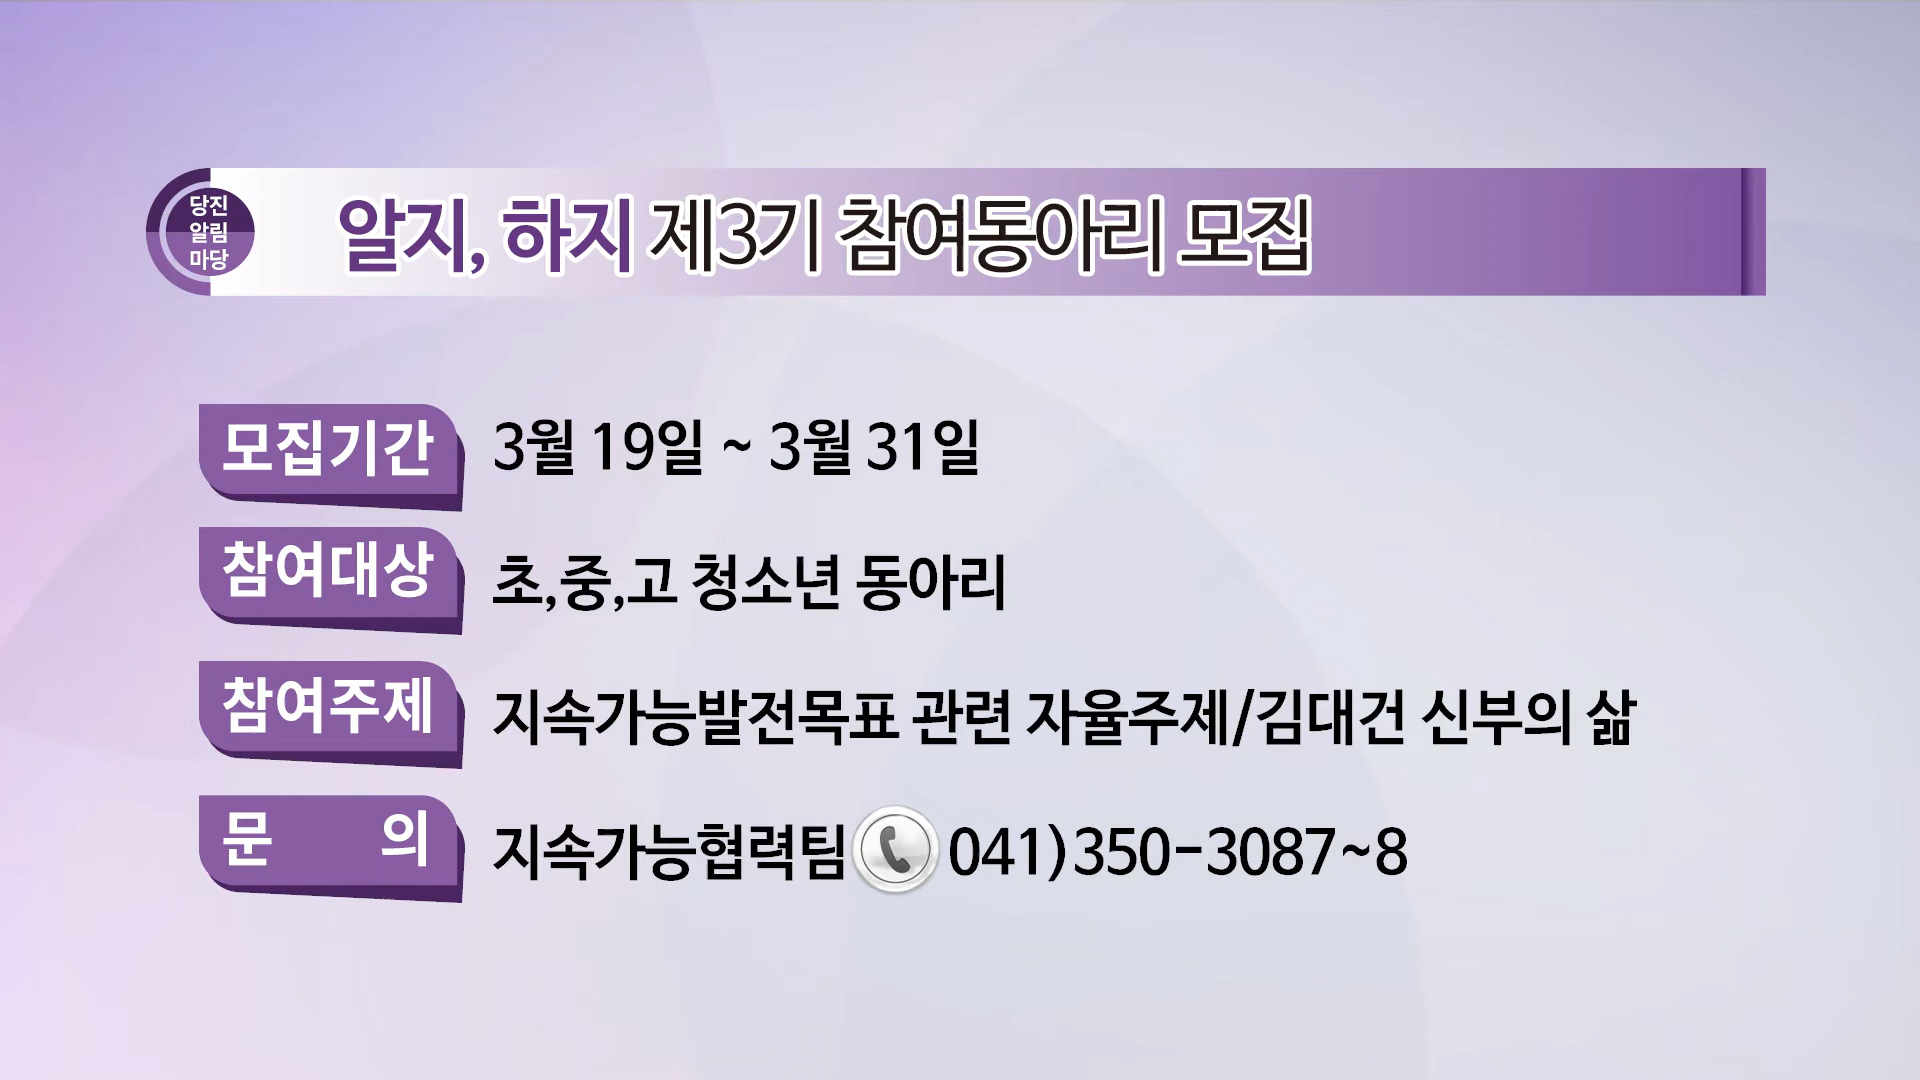 당진
알림
마당
알지, 하지 제3기 참여동아리 모집
모집기간 3월 19일 ~ 3월 31일
참여대상 초,중,고 청소년 동아리
참여주제 지속가능발전목표 관련 자율주제/김대건 신부의 삶
문 의 지속가능협력팀 041)350-3087~8